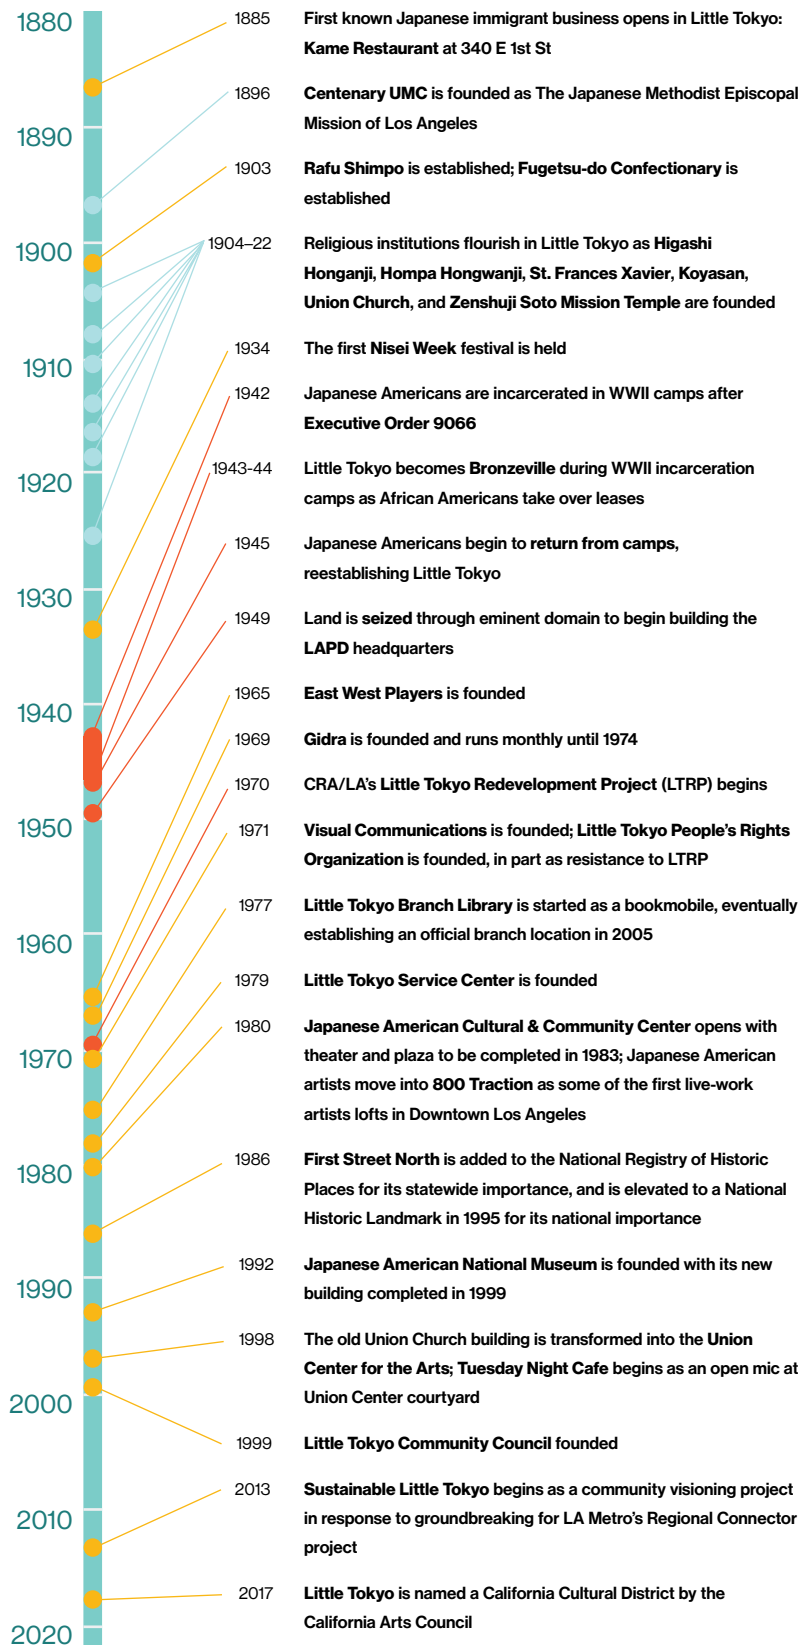 1880
1885 First known Japanese immigrant business opens in Little Tokyo:
Kame Restaurant at 340 E 1st St
1896 Centenary UMC is founded as The Japanese Methodist Episcopal
Mission of Los Angeles
1890
1903 Rafu Shimpo is established; Fugetsu-do Confectionary is
established
1900
1904–22 Religious institutions flourish in Little Tokyo as Higashi
Honganji, Hompa Hongwanji, St. Frances Xavier, Koyasan,
Union Church, and Zenshuji Soto Mission Temple are founded
1934 The first Nisei Week festival is held
1910
1942 Japanese Americans are incarcerated in WWII camps after
Executive Order 9066
1943-44 Little Tokyo becomes Bronzeville during WWII incarceration
camps as African Americans take over leases
1920
1945 Japanese Americans begin to return from camps,
reestablishing Little Tokyo
1930
1949 Land is seized through eminent domain to begin building the
LAPD headquarters
1965 East West Players is founded
1940
1969 Gidra is founded and runs monthly until 1974
1970 CRA/LA's Little Tokyo Redevelopment Project (LTRP) begins
1950
1971 Visual Communications is founded; Little Tokyo People's Rights
Organization is founded, in part as resistance to LTRP
1977 Little Tokyo Branch Library is started as a bookmobile, eventually
establishing an official branch location in 2005
1960
1979 Little Tokyo Service Center is founded
1980 Japanese American Cultural & Community Center opens with
theater and plaza to be completed in 1983; Japanese American
artists move into 800 Traction as some of the first live-work
artists lofts in Downtown Los Angeles
1970
1986 First Street North is added to the National Registry of Historic
Places for its statewide importance, and is elevated to a National
Historic Landmark in 1995 for its national importance
1980
1992 Japanese American National Museum is founded with its new
building completed in 1999
1990
1998 The old Union Church building is transformed into the Union
Center for the Arts; Tuesday Night Cafe begins as an open mic at
Union Center courtyard
2000
1999 Little Tokyo Community Council founded
2013 Sustainable Little Tokyo begins as a community visioning project
in response to groundbreaking for LA Metro's Regional Connector
project
2010
2017 Little Tokyo is named a California Cultural District by the
California Arts Council
2020